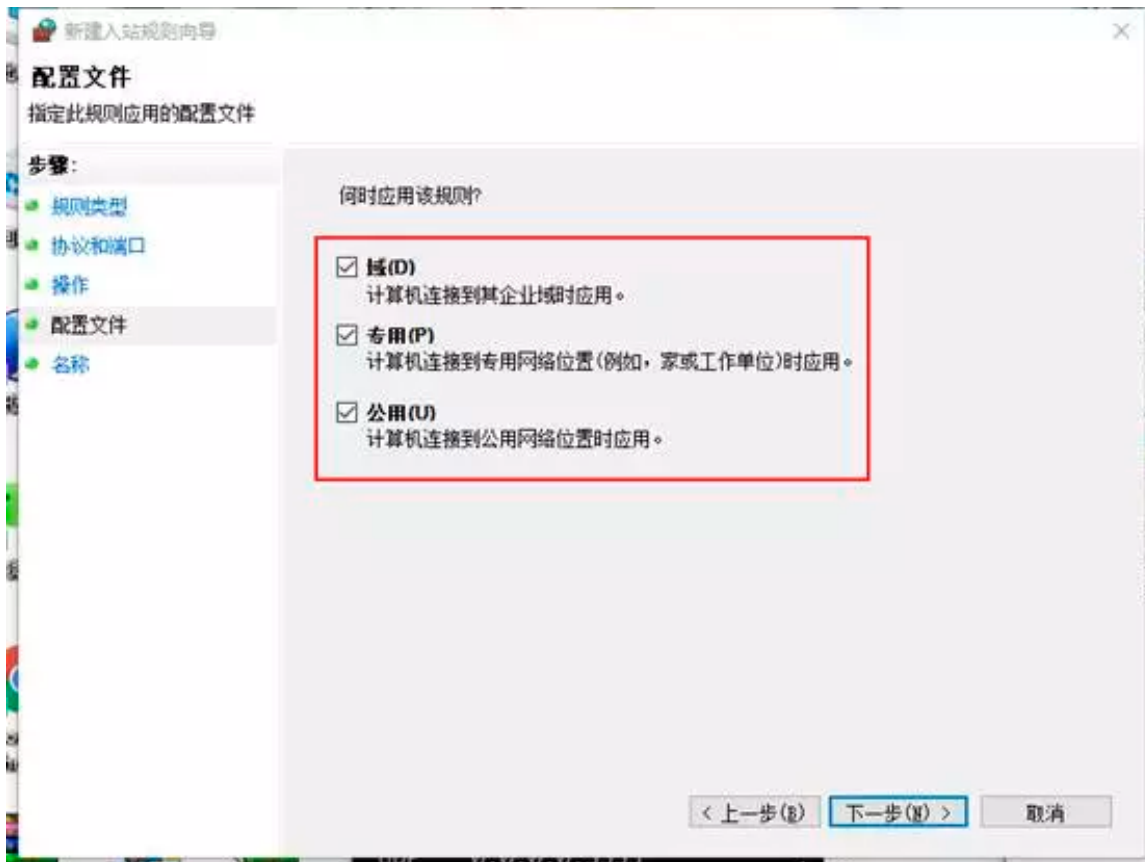 新建入站规则向导
配置文件
指定此规则应用的配置文件
步骤:
规则类型
协议和端口
操作
配置文件
名称
何时应用该规则?
域(D)
计算机连接到其企业域时应用。
专用(P)
计算机连接到专用网络位置(例如，家或工作单位)时应用。
公用(U)
计算机连接到公用网络位置时应用。
< 上一步(B)
下一步(N) >
取消